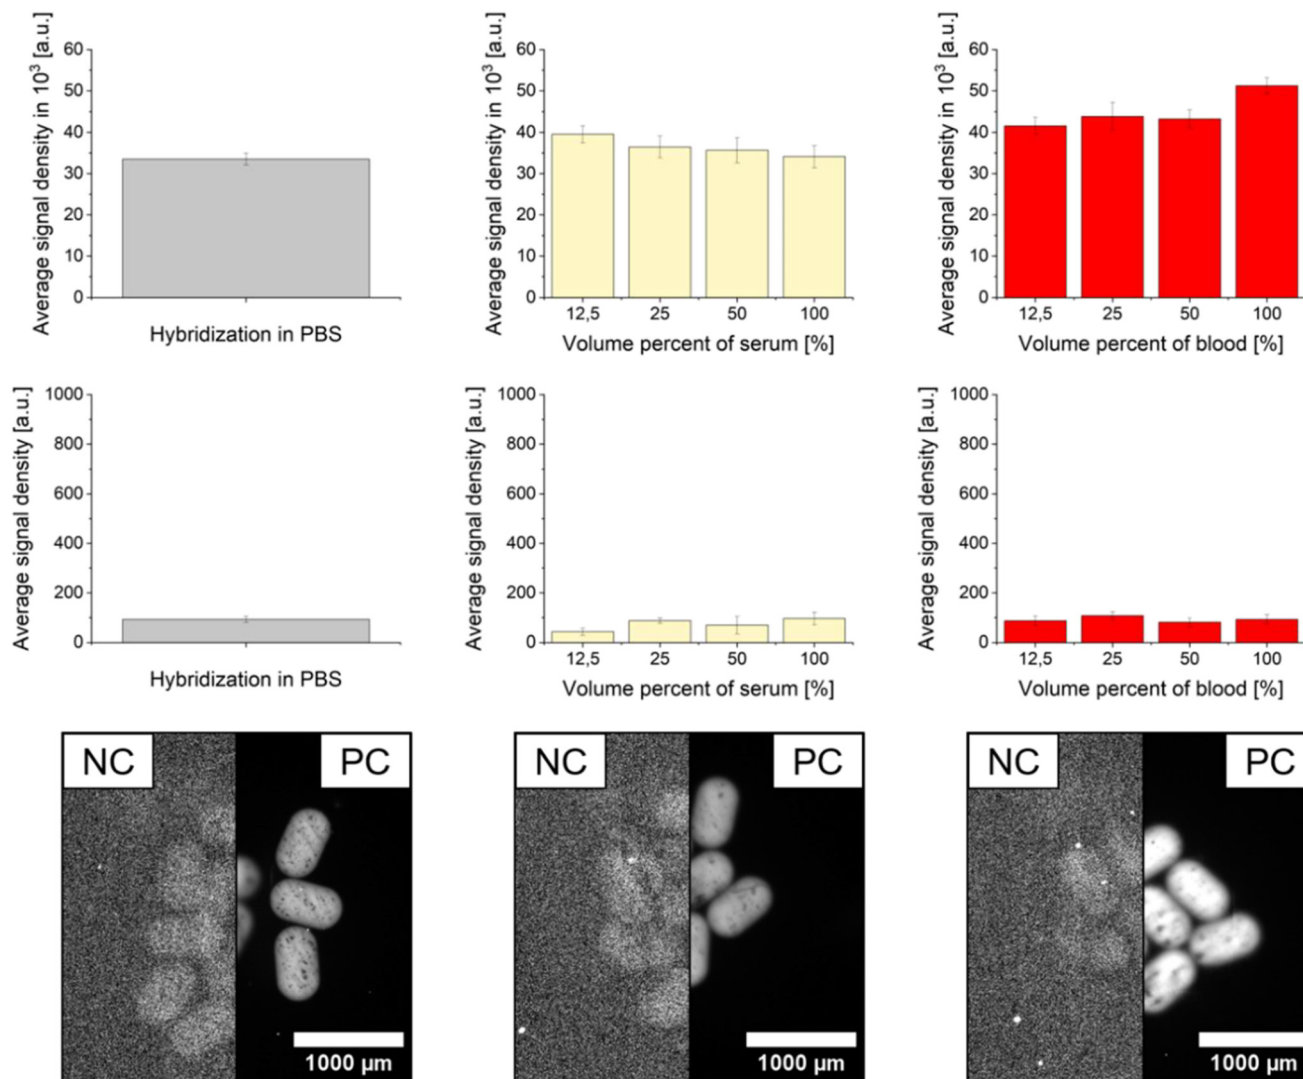 Average signal density in 10³ [a.u.]
60
50
40
30
20
10
0
Hybridization in PBS
Average signal density in 10³ [a.u.]
60
50
40
30
20
10
0
12,5 25 50 100
Volume percent of serum [%]
Average signal density in 10³ [a.u.]
60
50
40
30
20
10
0
12,5 25 50 100
Volume percent of blood [%]
Average signal density [a.u.]
1000
800
600
400
200
0
Hybridization in PBS
Average signal density [a.u.]
1000
800
600
400
200
0
12,5 25 50 100
Volume percent of serum [%]
Average signal density [a.u.]
1000
800
600
400
200
0
12,5 25 50 100
Volume percent of blood [%]
NC PC
1000 µm
NC PC
1000 µm
NC PC
1000 µm